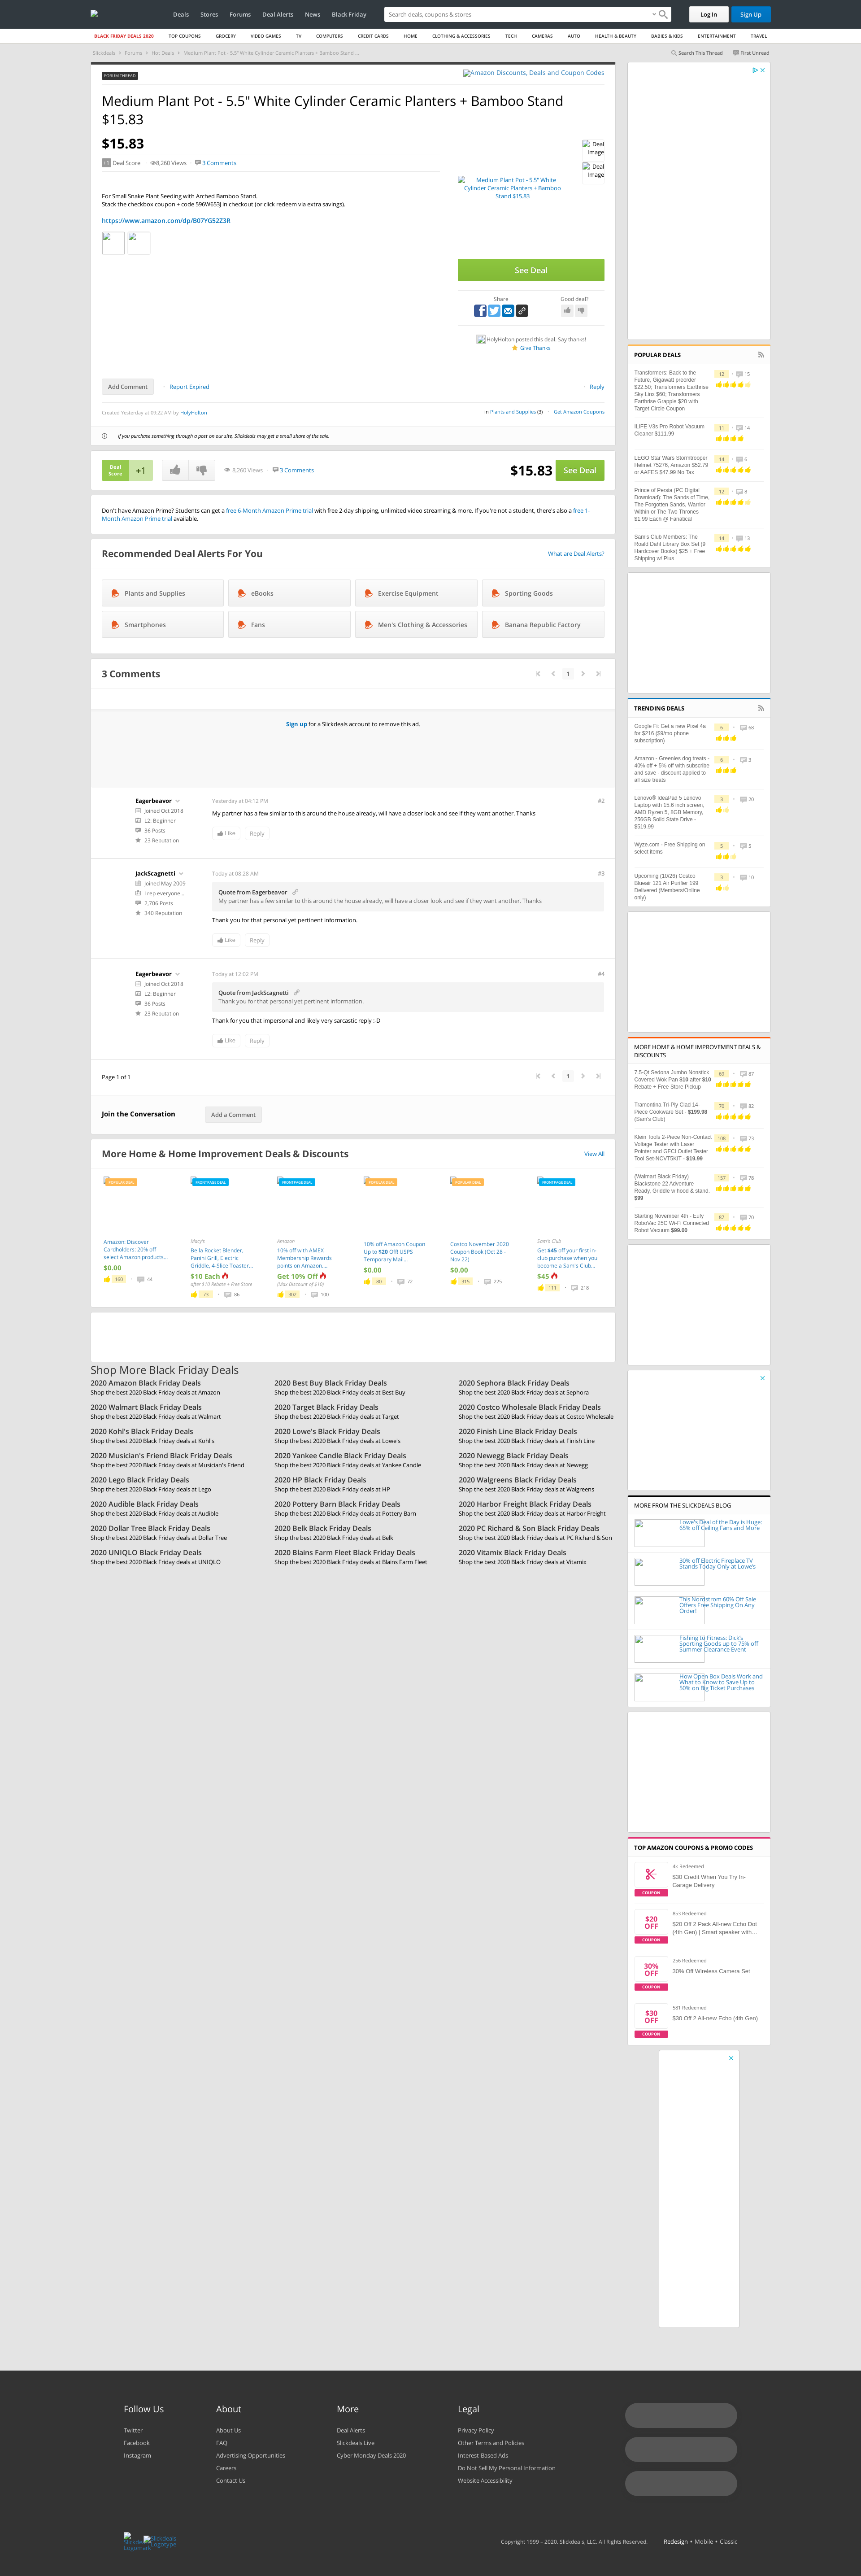 Deals
Stores
Forums
Deal Alerts
News
Black Friday
Search deals, coupons & stores
Log In
Sign Up
BLACK FRIDAY DEALS 2020
TOP COUPONS
GROCERY
VIDEO GAMES
TV
COMPUTERS
CREDIT CARDS
HOME
CLOTHING & ACCESSORIES
TECH
CAMERAS
AUTO
HEALTH & BEAUTY
BABIES & KIDS
ENTERTAINMENT
TRAVEL
Slickdeals
Forums
Hot Deals
Medium Plant Pot - 5.5" White Cylinder Ceramic Planters + Bamboo Stand ...
Search This Thread
First Unread
FORUM THREAD
Amazon Discounts, Deals and Coupon Codes
Medium Plant Pot - 5.5" White Cylinder Ceramic Planters + Bamboo Stand
$15.83
$15.83
+1 Deal Score
8,260 Views
3 Comments
For Small Snake Plant Seeding with Arched Bamboo Stand.
Stack the checkbox coupon + code 596W653J in checkout (or click redeem via extra savings).
https://www.amazon.com/dp/B07YG52Z3R
Medium Plant Pot - 5.5" White
Cylinder Ceramic Planters + Bamboo
Stand $15.83
Deal
Image
Deal
Image
See Deal
Share
Good deal?
HolyHolton posted this deal. Say thanks!
Give Thanks
Add Comment
Report Expired
Reply
Created Yesterday at 09:22 AM by HolyHolton
in Plants and Supplies (3)
Get Amazon Coupons
If you purchase something through a post on our site, Slickdeals may get a small share of the sale.
Deal
Score
+1
8,260 Views
3 Comments
$15.83
See Deal
Don't have Amazon Prime? Students can get a free 6-Month Amazon Prime trial with free 2-day shipping, unlimited video streaming & more. If you're not a student, there's also a free 1-
Month Amazon Prime trial available.
Recommended Deal Alerts For You
What are Deal Alerts?
Plants and Supplies
eBooks
Exercise Equipment
Sporting Goods
Smartphones
Fans
Men's Clothing & Accessories
Banana Republic Factory
3 Comments
1
Sign up for a Slickdeals account to remove this ad.
Eagerbeavor
Joined Oct 2018
L2: Beginner
36 Posts
23 Reputation
Yesterday at 04:12 PM
#2
My partner has a few similar to this around the house already, will have a closer look and see if they want another. Thanks
Like
Reply
JackScagnetti
Joined May 2009
I rep everyone...
2,706 Posts
340 Reputation
Today at 08:28 AM
#3
Quote from Eagerbeavor
My partner has a few similar to this around the house already, will have a closer look and see if they want another. Thanks
Thank you for that personal yet pertinent information.
Like
Reply
Eagerbeavor
Joined Oct 2018
L2: Beginner
36 Posts
23 Reputation
Today at 12:02 PM
#4
Quote from JackScagnetti
Thank you for that personal yet pertinent information.
Thank for you that impersonal and likely very sarcastic reply :-D
Like
Reply
Page 1 of 1
1
Join the Conversation
Add a Comment
More Home & Home Improvement Deals & Discounts
View All
POPULAR DEAL
Amazon: Discover
Cardholders: 20% off
select Amazon products...
$0.00
160
44
FRONTPAGE DEAL
Macy's
Bella Rocket Blender,
Panini Grill, Electric
Griddle, 4-Slice Toaster...
$10 Each
after $10 Rebate + Free Store
73
86
FRONTPAGE DEAL
Amazon
10% off with AMEX
Membership Rewards
points on Amazon....
Get 10% Off
(Max Discount of $10)
302
100
POPULAR DEAL
10% off Amazon Coupon
Up to $20 Off! USPS
Temporary Mail...
$0.00
80
72
POPULAR DEAL
Costco November 2020
Coupon Book (Oct 28 -
Nov 22)
$0.00
315
225
FRONTPAGE DEAL
Sam's Club
Get $45 off your first in-
club purchase when you
become a Sam's Club...
$45
111
218
Shop More Black Friday Deals
2020 Amazon Black Friday Deals
Shop the best 2020 Black Friday deals at Amazon
2020 Best Buy Black Friday Deals
Shop the best 2020 Black Friday deals at Best Buy
2020 Sephora Black Friday Deals
Shop the best 2020 Black Friday deals at Sephora
2020 Walmart Black Friday Deals
Shop the best 2020 Black Friday deals at Walmart
2020 Target Black Friday Deals
Shop the best 2020 Black Friday deals at Target
2020 Costco Wholesale Black Friday Deals
Shop the best 2020 Black Friday deals at Costco Wholesale
2020 Kohl's Black Friday Deals
Shop the best 2020 Black Friday deals at Kohl's
2020 Lowe's Black Friday Deals
Shop the best 2020 Black Friday deals at Lowe's
2020 Finish Line Black Friday Deals
Shop the best 2020 Black Friday deals at Finish Line
2020 Musician's Friend Black Friday Deals
Shop the best 2020 Black Friday deals at Musician's Friend
2020 Yankee Candle Black Friday Deals
Shop the best 2020 Black Friday deals at Yankee Candle
2020 Newegg Black Friday Deals
Shop the best 2020 Black Friday deals at Newegg
2020 Lego Black Friday Deals
Shop the best 2020 Black Friday deals at Lego
2020 HP Black Friday Deals
Shop the best 2020 Black Friday deals at HP
2020 Walgreens Black Friday Deals
Shop the best 2020 Black Friday deals at Walgreens
2020 Audible Black Friday Deals
Shop the best 2020 Black Friday deals at Audible
2020 Pottery Barn Black Friday Deals
Shop the best 2020 Black Friday deals at Pottery Barn
2020 Harbor Freight Black Friday Deals
Shop the best 2020 Black Friday deals at Harbor Freight
2020 Dollar Tree Black Friday Deals
Shop the best 2020 Black Friday deals at Dollar Tree
2020 Belk Black Friday Deals
Shop the best 2020 Black Friday deals at Belk
2020 PC Richard & Son Black Friday Deals
Shop the best 2020 Black Friday deals at PC Richard & Son
2020 UNIQLO Black Friday Deals
Shop the best 2020 Black Friday deals at UNIQLO
2020 Blains Farm Fleet Black Friday Deals
Shop the best 2020 Black Friday deals at Blains Farm Fleet
2020 Vitamix Black Friday Deals
Shop the best 2020 Black Friday deals at Vitamix
POPULAR DEALS
Transformers: Back to the
Future, Gigawatt preorder
$22.50; Transformers Earthrise
Sky Linx $60; Transformers
Earthrise Grapple $20 with
Target Circle Coupon
12
15
ILIFE V3s Pro Robot Vacuum
Cleaner $111.99
11
14
LEGO Star Wars Stormtrooper
Helmet 75276, Amazon $52.79
or AAFES $47.99 No Tax
14
6
Prince of Persia (PC Digital
Download): The Sands of Time,
The Forgotten Sands, Warrior
Within or The Two Thrones
$1.99 Each @ Fanatical
12
8
Sam's Club Members: The
Roald Dahl Library Box Set (9
Hardcover Books) $25 + Free
Shipping w/ Plus
14
13
TRENDING DEALS
Google Fi: Get a new Pixel 4a
for $216 ($9/mo phone
subscription)
6
68
Amazon - Greenies dog treats -
40% off + 5% off with subscribe
and save - discount applied to
all size treats
6
3
Lenovo® IdeaPad 5 Lenovo
Laptop with 15.6 inch screen,
AMD Ryzen 5, 8GB Memory,
256GB Solid State Drive -
$519.99
3
20
Wyze.com - Free Shipping on
select items
5
5
Upcoming (10/26) Costco
Blueair 121 Air Purifier 199
Delivered (Members/Online
only)
3
10
MORE HOME & HOME IMPROVEMENT DEALS &
DISCOUNTS
7.5-Qt Sedona Jumbo Nonstick
Covered Wok Pan $10 after $10
Rebate + Free Store Pickup
69
87
Tramontina Tri-Ply Clad 14-
Piece Cookware Set - $199.98
(Sam's Club)
70
82
Klein Tools 2-Piece Non-Contact
Voltage Tester with Laser
Pointer and GFCI Outlet Tester
Tool Set-NCVT5KIT - $19.99
108
73
(Walmart Black Friday)
Blackstone 22 Adventure
Ready, Griddle w hood & stand.
$99
157
78
Starting November 4th - Eufy
RoboVac 25C Wi-Fi Connected
Robot Vacuum $99.00
87
70
MORE FROM THE SLICKDEALS BLOG
Lowe's Deal of the Day is Huge:
65% off Ceiling Fans and More
30% off Electric Fireplace TV
Stands Today Only at Lowe's
This Nordstrom 60% Off Sale
Offers Free Shipping On Any
Order!
Fishing to Fitness: Dick's
Sporting Goods up to 75% off
Summer Clearance Event
How Open Box Deals Work and
What to Know to Save Up to
50% on Big Ticket Purchases
TOP AMAZON COUPONS & PROMO CODES
COUPON
4k Redeemed
$30 Credit When You Try In-
Garage Delivery
$20
OFF
COUPON
853 Redeemed
$20 Off 2 Pack All-new Echo Dot
(4th Gen) | Smart speaker with...
30%
OFF
COUPON
256 Redeemed
30% Off Wireless Camera Set
$30
OFF
COUPON
581 Redeemed
$30 Off 2 All-new Echo (4th Gen)
Follow Us
Twitter
Facebook
Instagram
About
About Us
FAQ
Advertising Opportunities
Careers
Contact Us
More
Deal Alerts
Slickdeals Live
Cyber Monday Deals 2020
Legal
Privacy Policy
Other Terms and Policies
Interest-Based Ads
Do Not Sell My Personal Information
Website Accessibility
Slickdeals
Logotype
Copyright 1999 - 2020. Slickdeals, LLC. All Rights Reserved.
Redesign • Mobile • Classic